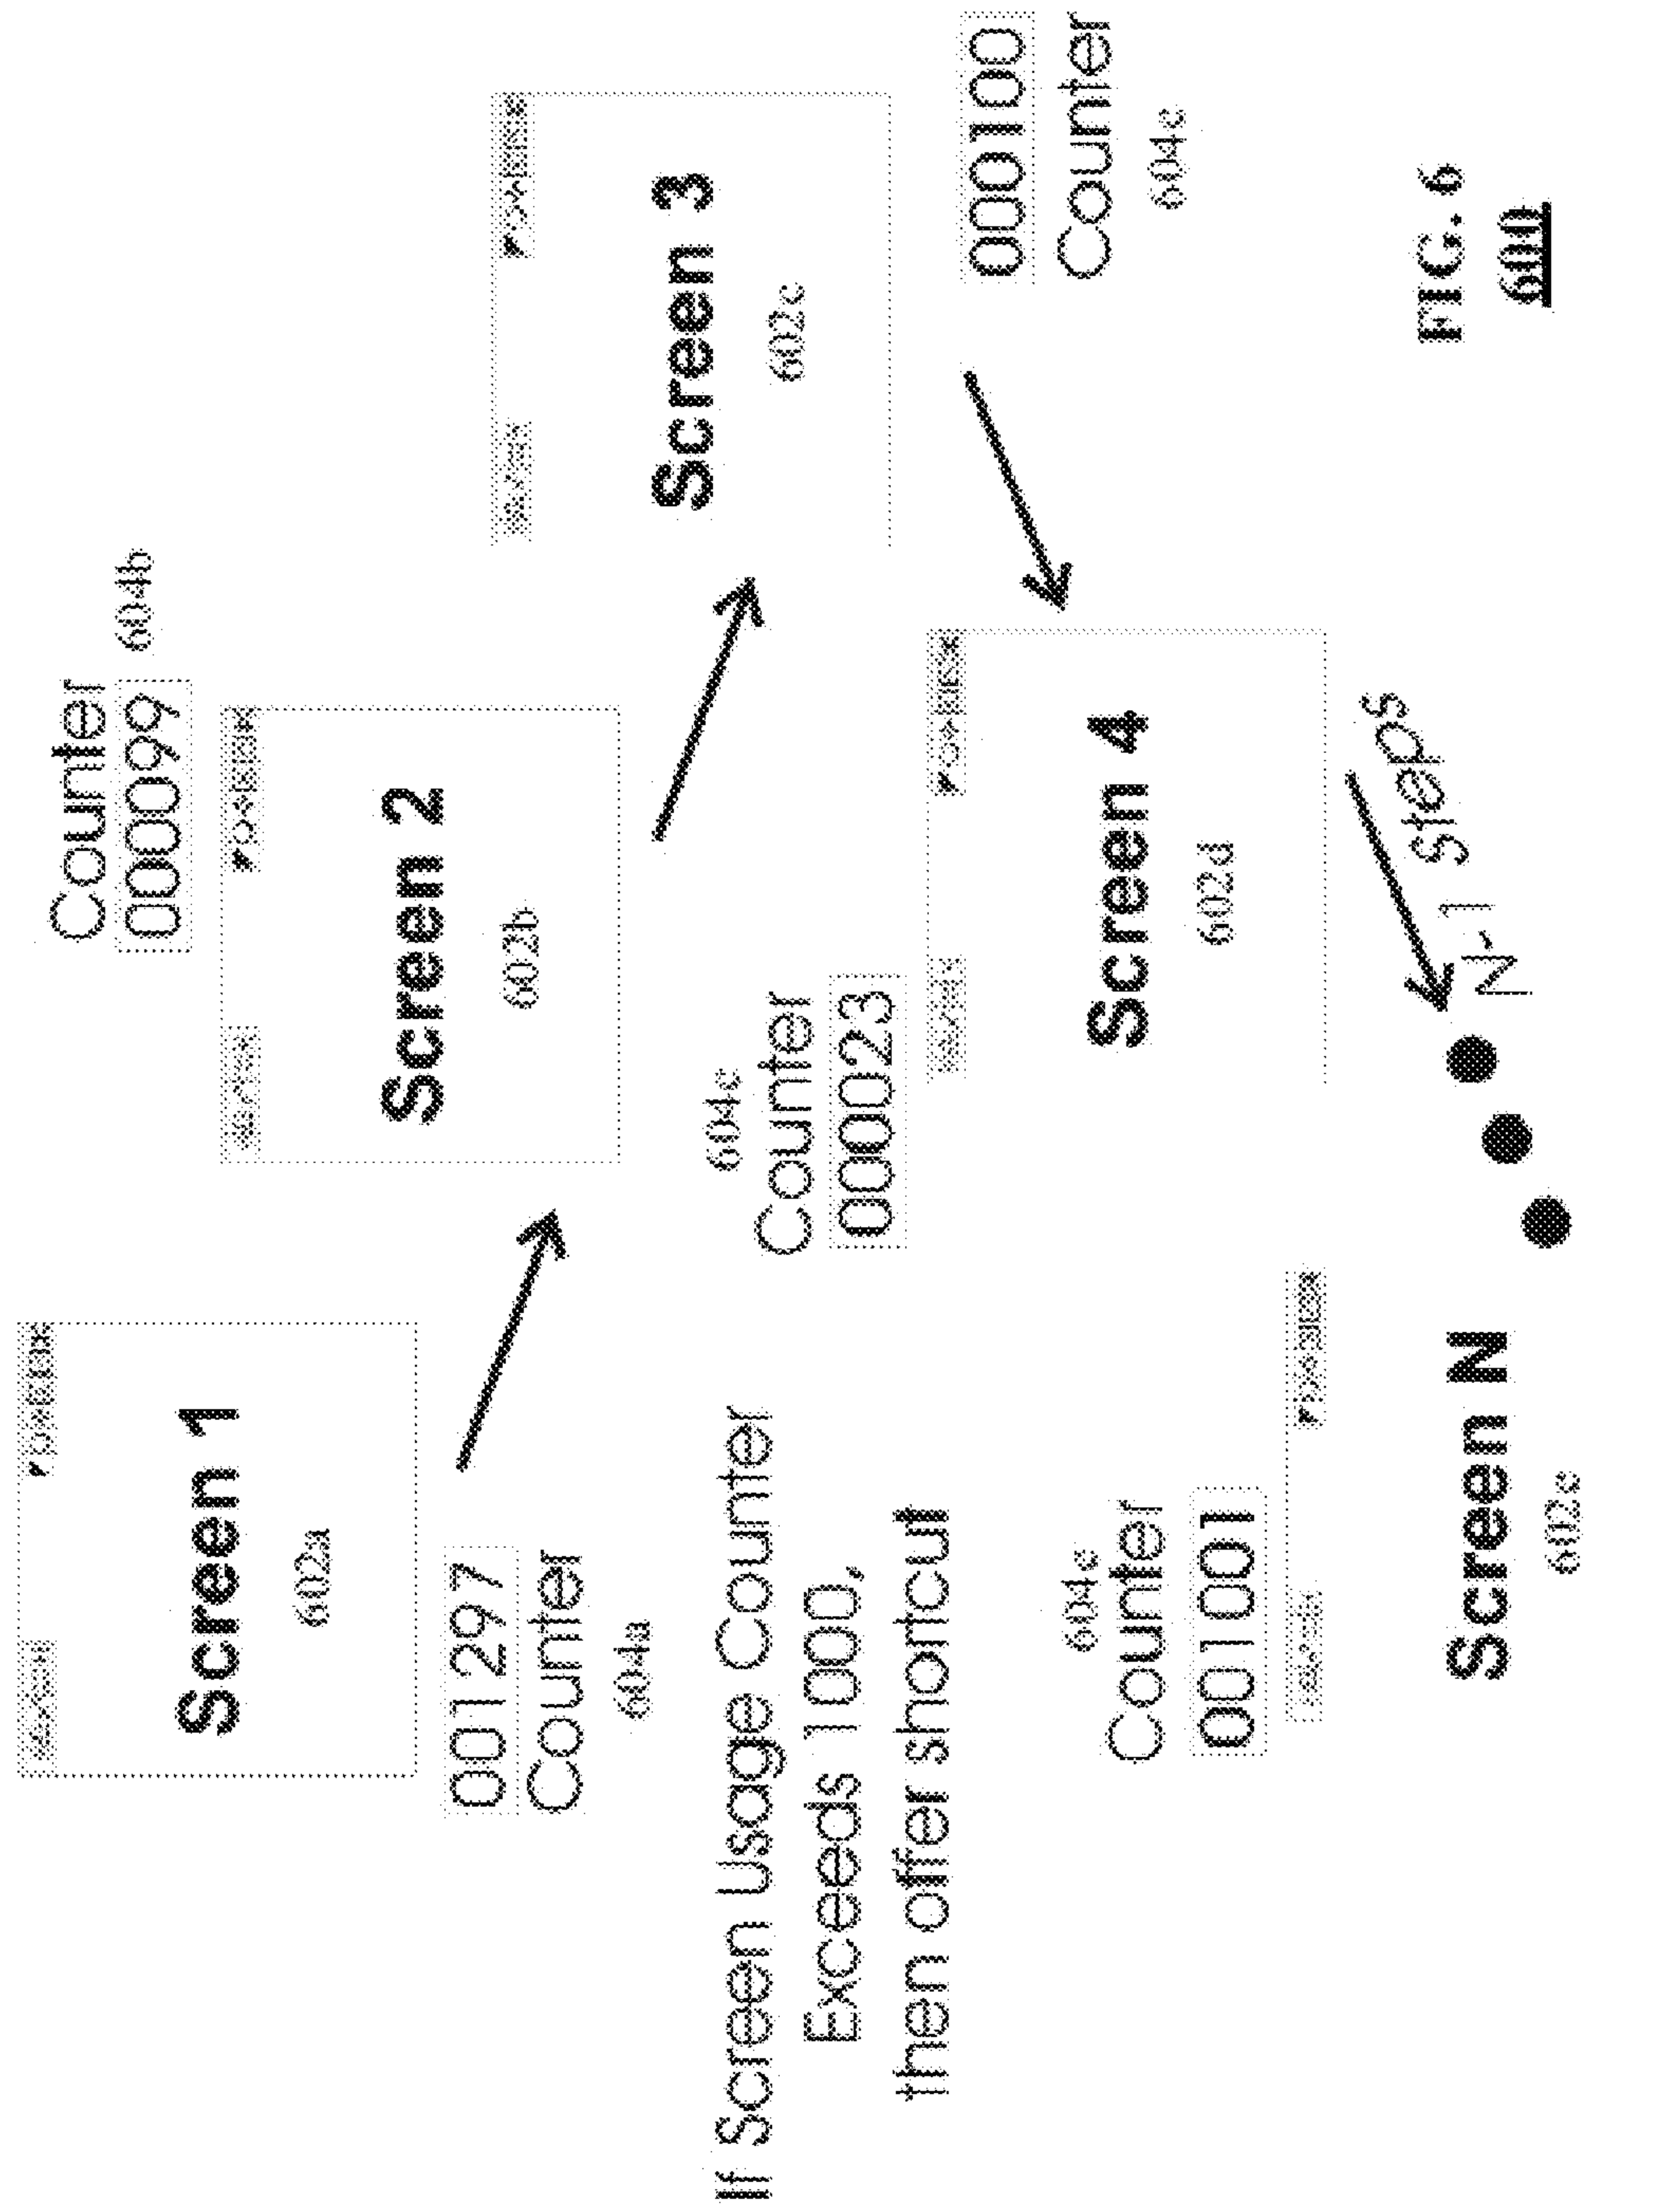 Screen 1
602a
001297
Counter
604a
Counter
000099
604b
Screen 2
602b
Screen 3
602c
000100
Counter
604c
604c
Counter
000023
Screen 4
602d
N-1 Steps
If Screen Usage Counter
Exceeds 1000,
then offer shortcut
604e
Counter
001001
Screen N
602e
FIG. 6
600